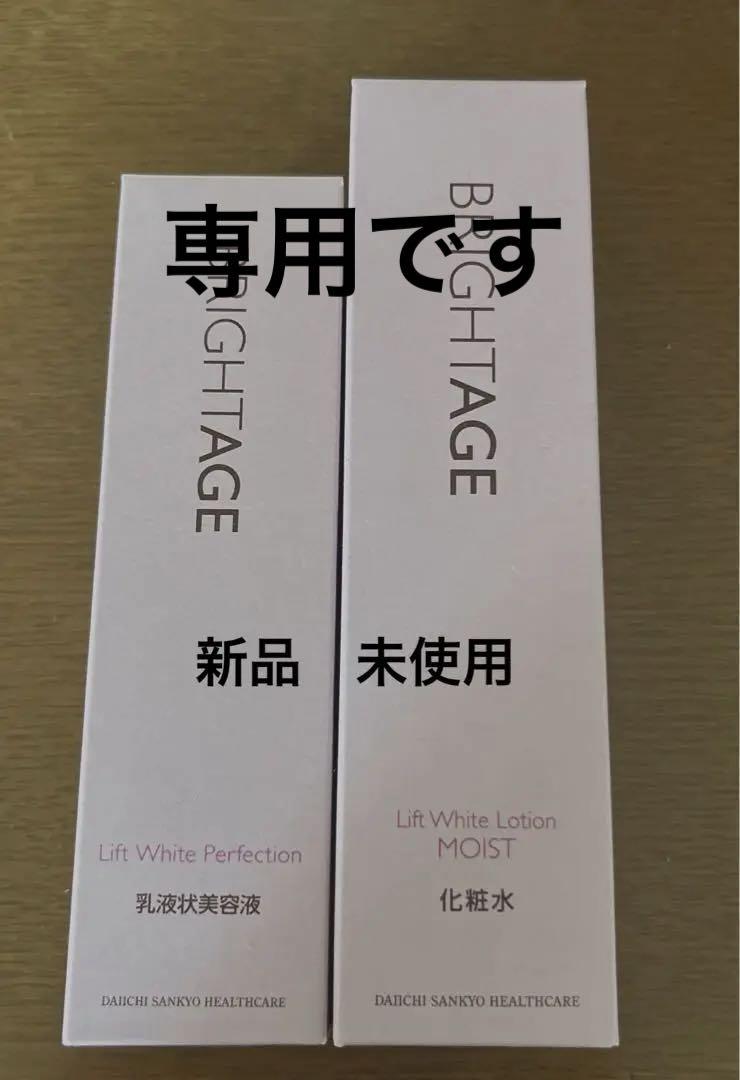 専用です
BRIGHTAGE
BRIGHTAGE
新品　未使用
Lift White Perfection
乳液状美容液
DAIICHI SANKYO HEALTHCARE
Lift White Lotion
MOIST
化粧水
DAIICHI SANKYO HEALTHCARE